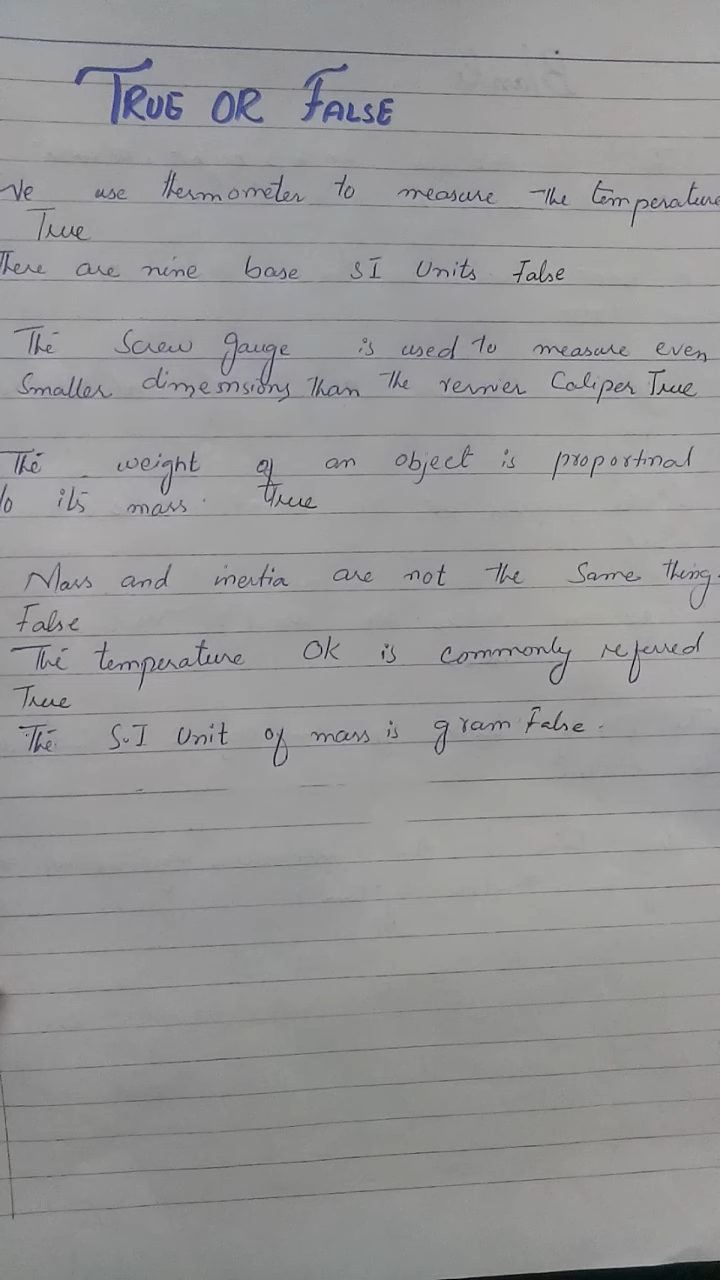 TRUE OR FALSE
We use thermometer to measure the temperature
True
There are nine base SI Units False
The Screw gauge is used to measure even
Smaller dimemsions than the vernier Caliper True
The weight of an object is proportinal
to its mass. True
Mass and inertia are not the Same thing.
False
The temperature OK is commonly referred
True
The S.I Unit of mass is gram False.